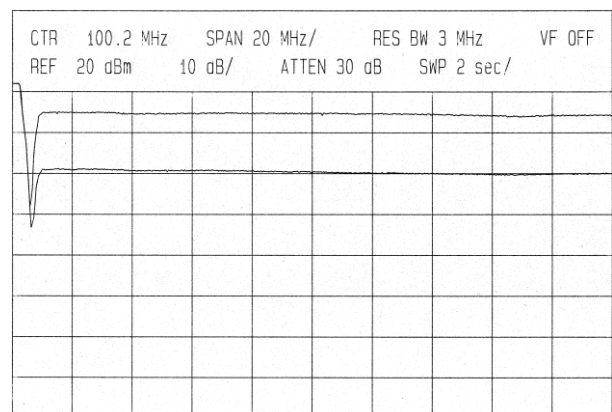 CTR 100.2 MHz SPAN 20 MHz/ RES BW 3 MHz VF OFF
REF 20 dBm 10 dB/ ATTEN 30 dB SWP 2 sec/